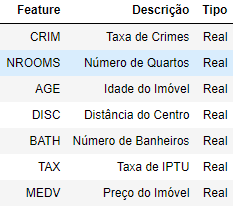 Feature Descrição Tipo
CRIM Taxa de Crimes Real
NROOMS Número de Quartos Real
AGE Idade do Imóvel Real
DISC Distância do Centro Real
BATH Número de Banheiros Real
TAX Taxa de IPTU Real
MEDV Preço do Imóvel Real